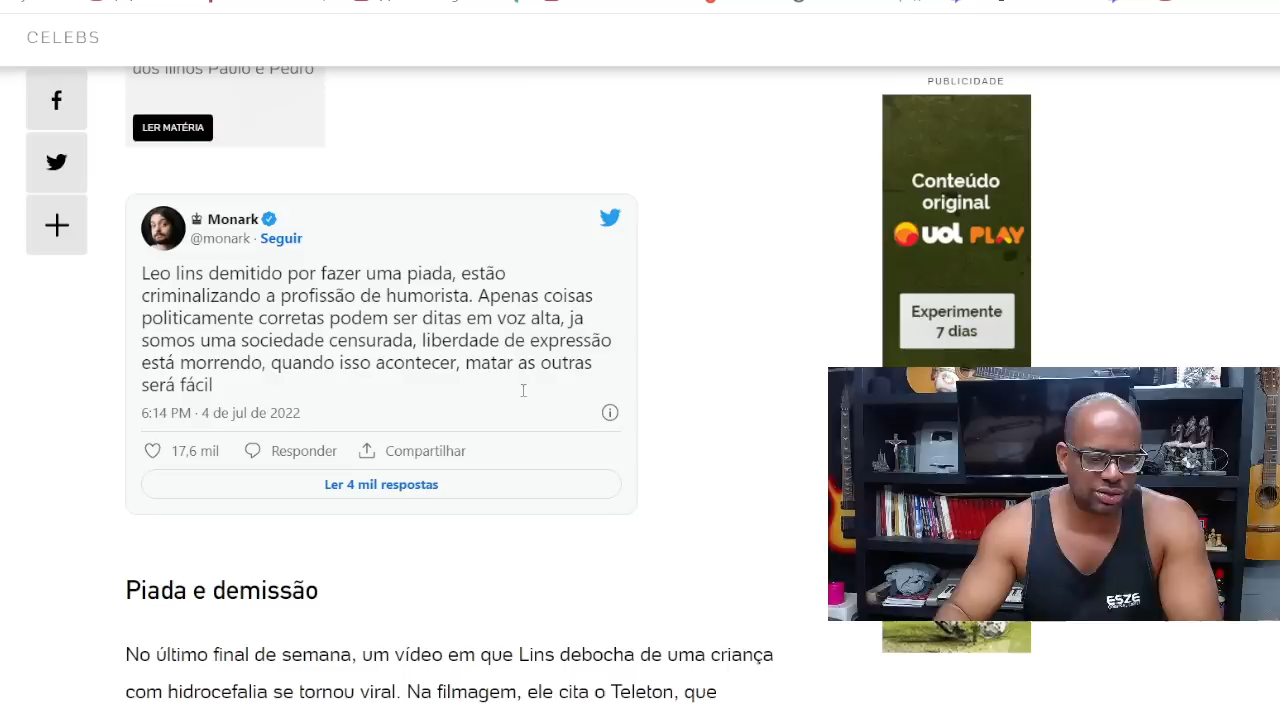 CELEBS
dos filhos Paulo e Pedro
LER MATÉRIA
PUBLICIDADE
Conteúdo
original
UOL PLAY
Experimente
7 dias
Monark
@monark · Seguir
Leo lins demitido por fazer uma piada, estão
criminalizando a profissão de humorista. Apenas coisas
politicamente corretas podem ser ditas em voz alta, ja
somos uma sociedade censurada, liberdade de expressão
está morrendo, quando isso acontecer, matar as outras
será fácil
6:14 PM · 4 de jul de 2022
17,6 mil Responder Compartilhar
Ler 4 mil respostas
Piada e demissão
No último final de semana, um vídeo em que Lins debocha de uma criança
com hidrocefalia se tornou viral. Na filmagem, ele cita o Teleton, que
ESZE